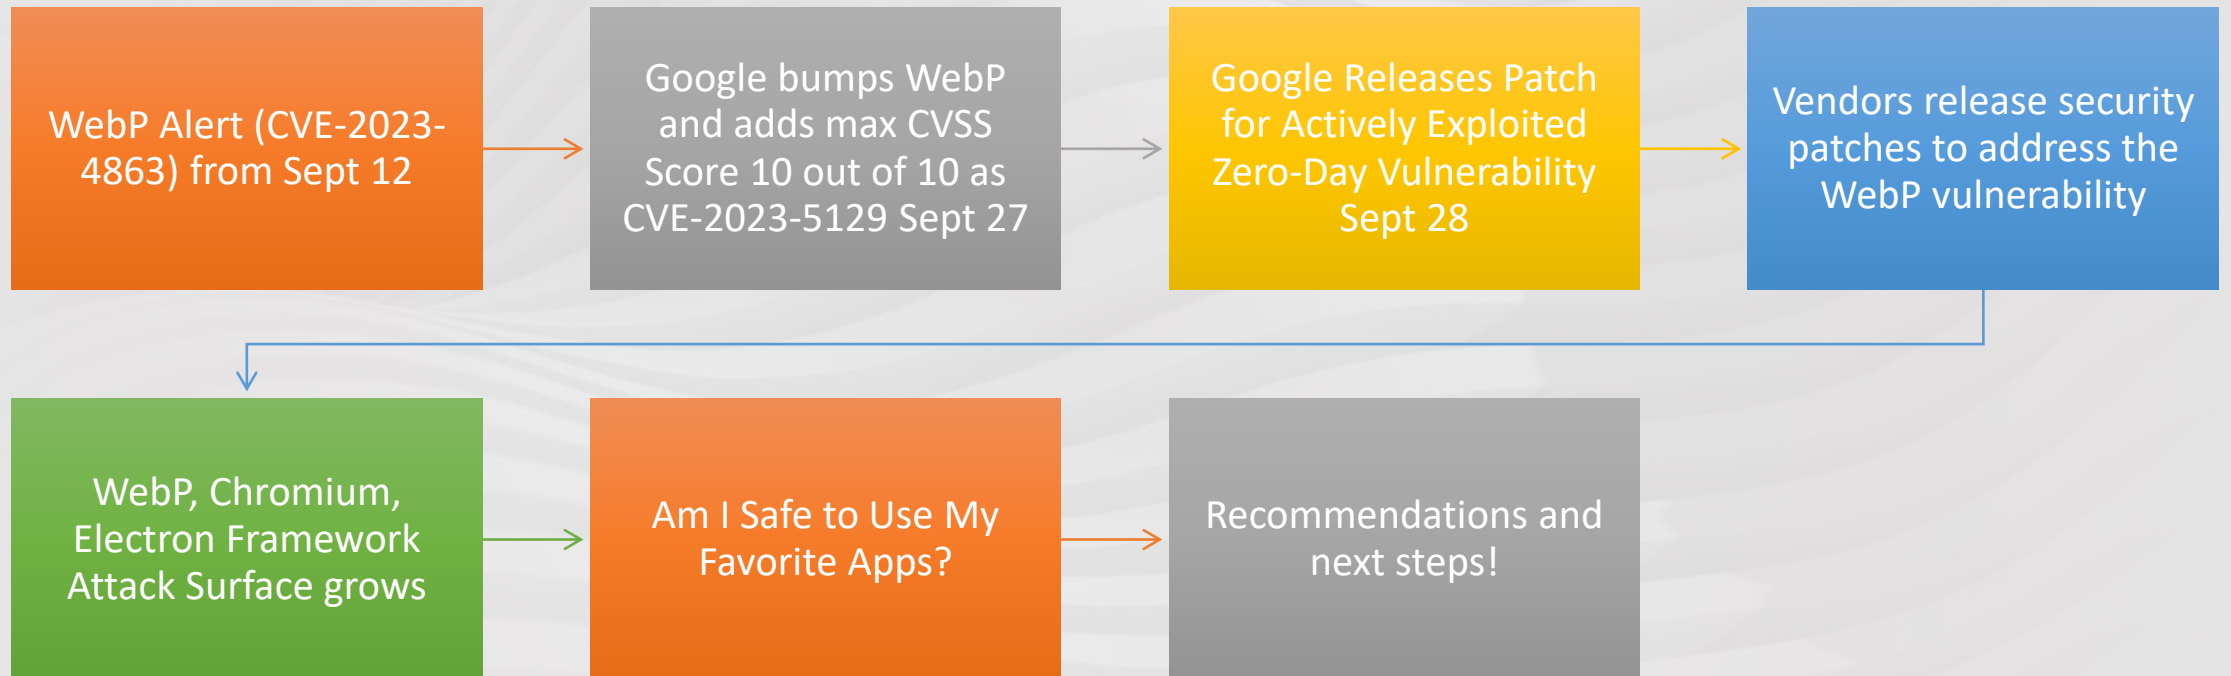 WebP Alert (CVE-2023-
4863) from Sept 12
Google bumps WebP
and adds max CVSS
Score 10 out of 10 as
CVE-2023-5129 Sept 27
Google Releases Patch
for Actively Exploited
Zero-Day Vulnerability
Sept 28
Vendors release security
patches to address the
WebP vulnerability
WebP, Chromium,
Electron Framework
Attack Surface grows
Am I Safe to Use My
Favorite Apps?
Recommendations and
next steps!